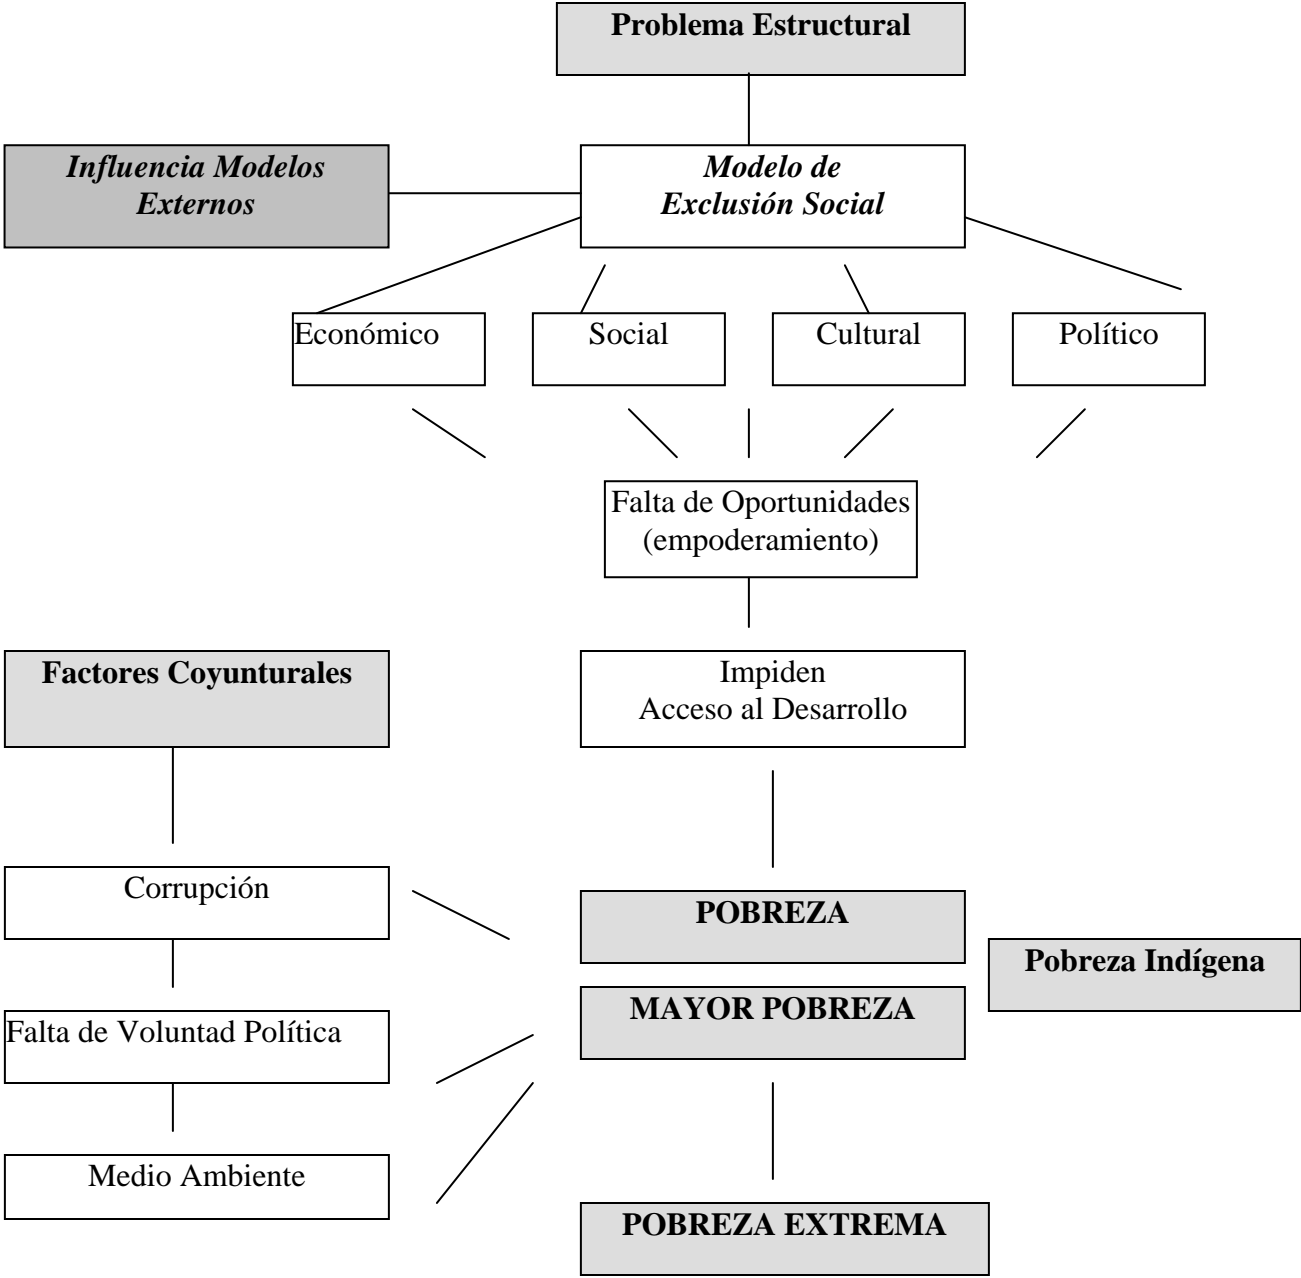 Problema Estructural
Influencia Modelos
Externos
Modelo de
Exclusión Social
Económico
Social
Cultural
Político
Falta de Oportunidades
(empoderamiento)
Factores Coyunturales
Impiden
Acceso al Desarrollo
Corrupción
POBREZA
Pobreza Indígena
MAYOR POBREZA
Falta de Voluntad Política
Medio Ambiente
POBREZA EXTREMA